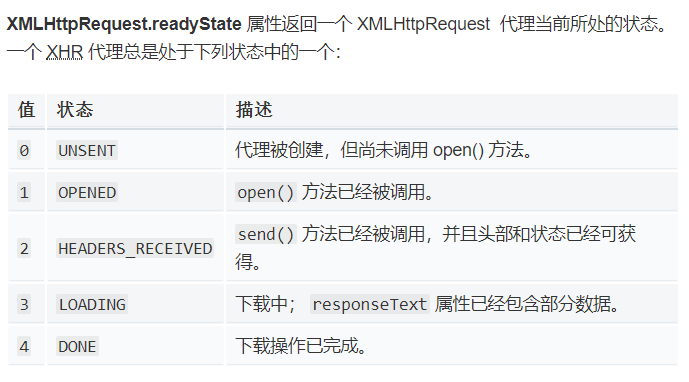 XMLHttpRequest.readyState 属性返回一个 XMLHttpRequest 代理当前所处的状态。
一个 XHR 代理总是处于下列状态中的一个：
值 状态 描述
0 UNSENT 代理被创建，但尚未调用 open() 方法。
1 OPENED open() 方法已经被调用。
2 HEADERS_RECEIVED send() 方法已经被调用，并且头部和状态已经可获
得。
3 LOADING 下载中； responseText 属性已经包含部分数据。
4 DONE 下载操作已完成。